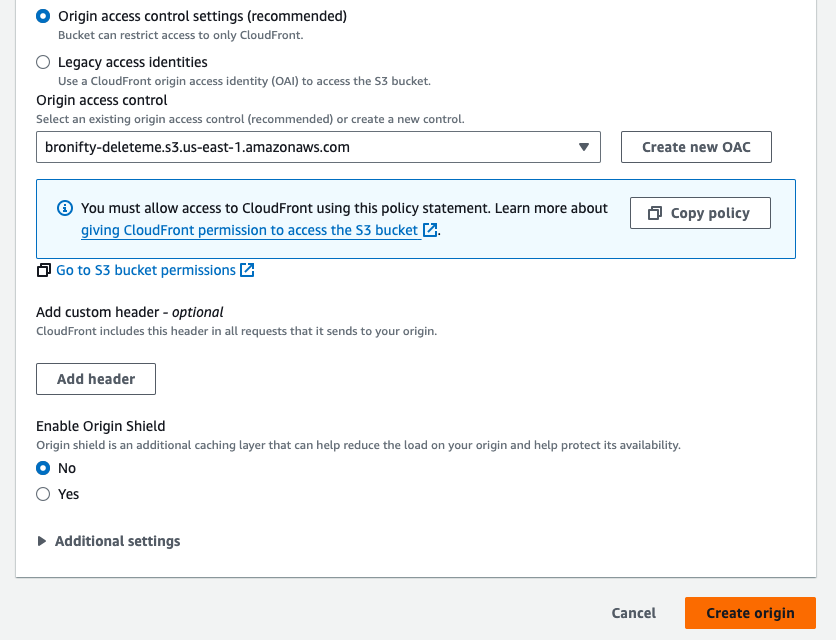 Origin access control settings (recommended)
Bucket can restrict access to only CloudFront.
Legacy access identities
Use a CloudFront origin access identity (OAI) to access the S3 bucket.
Origin access control
Select an existing origin access control (recommended) or create a new control.
bronifty-deleteme.s3.us-east-1.amazonaws.com
Create new OAC
You must allow access to CloudFront using this policy statement. Learn more about
giving CloudFront permission to access the S3 bucket .
Copy policy
Go to S3 bucket permissions
Add custom header - optional
CloudFront includes this header in all requests that it sends to your origin.
Add header
Enable Origin Shield
Origin shield is an additional caching layer that can help reduce the load on your origin and help protect its availability.
No
Yes
Additional settings
Cancel
Create origin